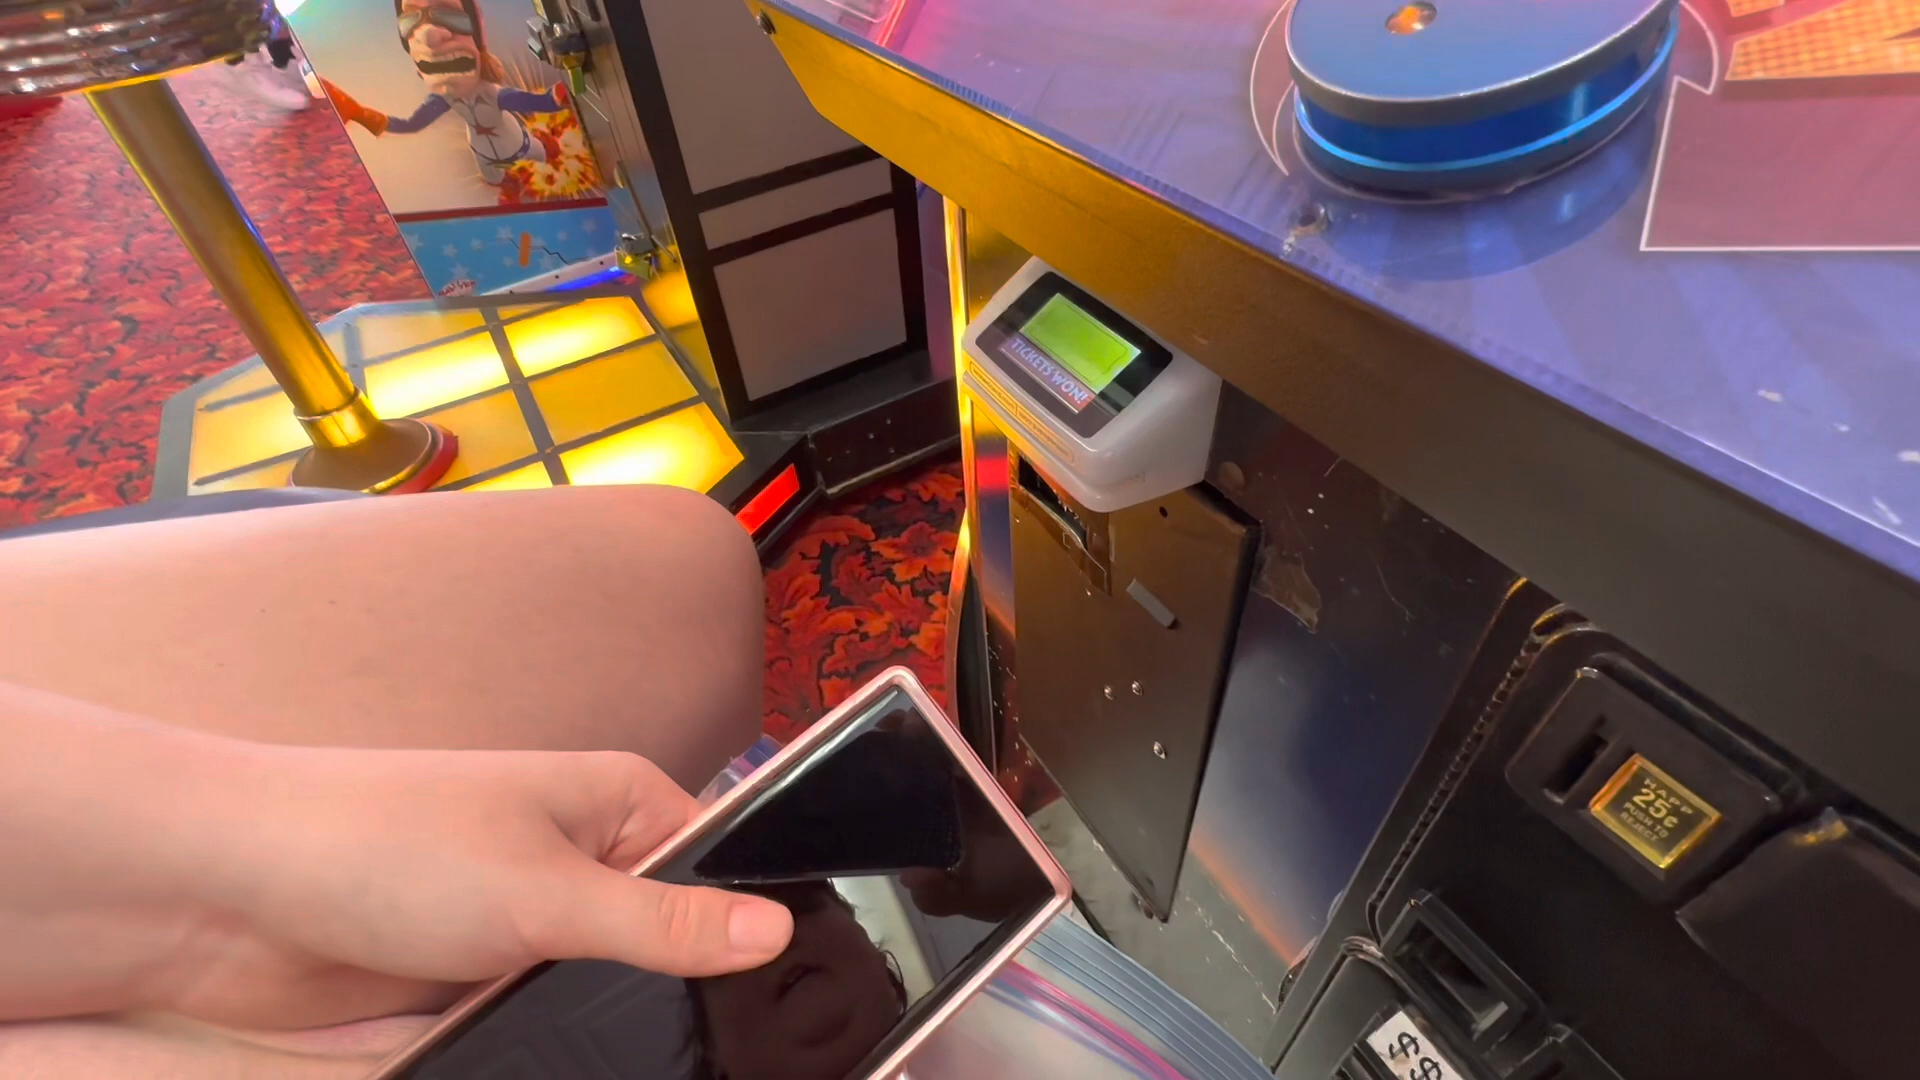 TICKETS WON!
HAPP
25¢
PUSH TO
REJECT
$$